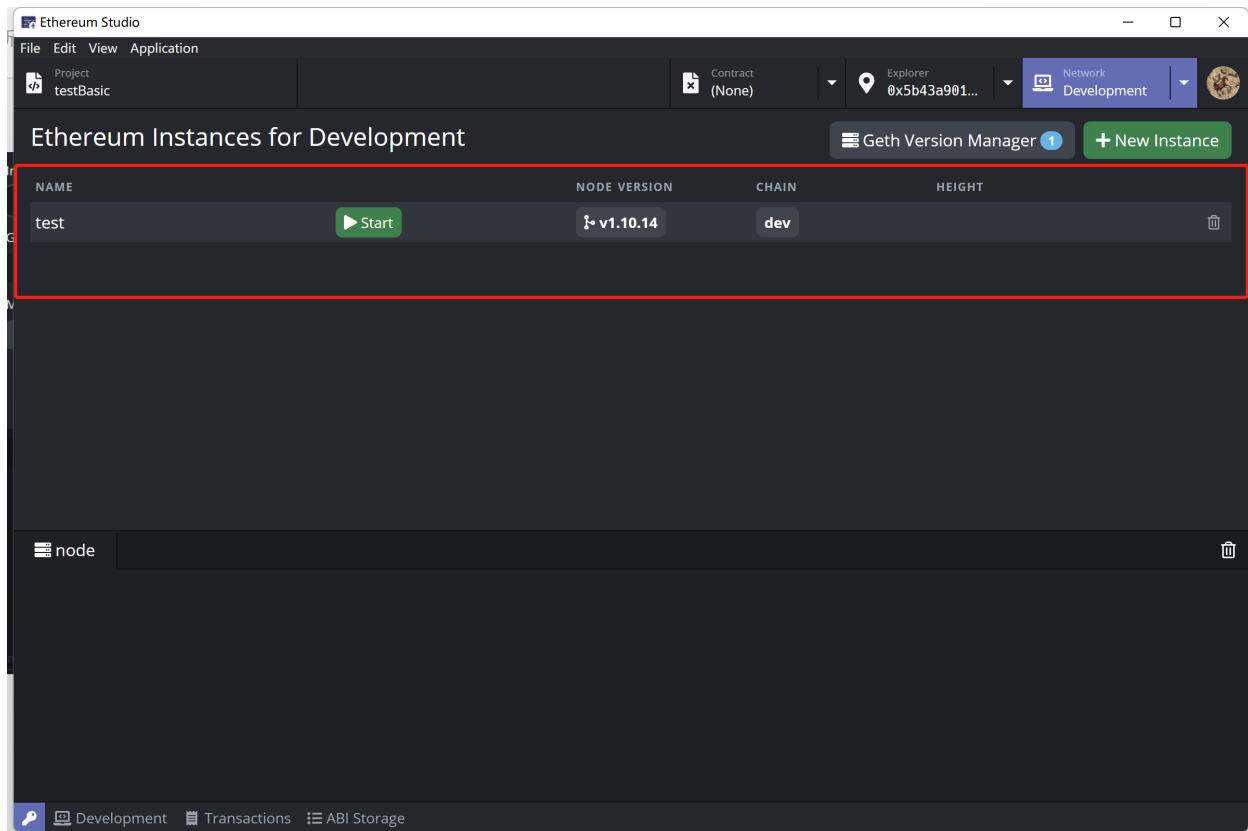 Ethereum Studio
File Edit View Application
Project
testBasic
Contract
(None)
Explorer
0x5b43a901...
Network
Development
Ethereum Instances for Development
Geth Version Manager 1
New Instance
NAME NODE VERSION CHAIN HEIGHT
test Start v1.10.14 dev
node
Development Transactions ABI Storage